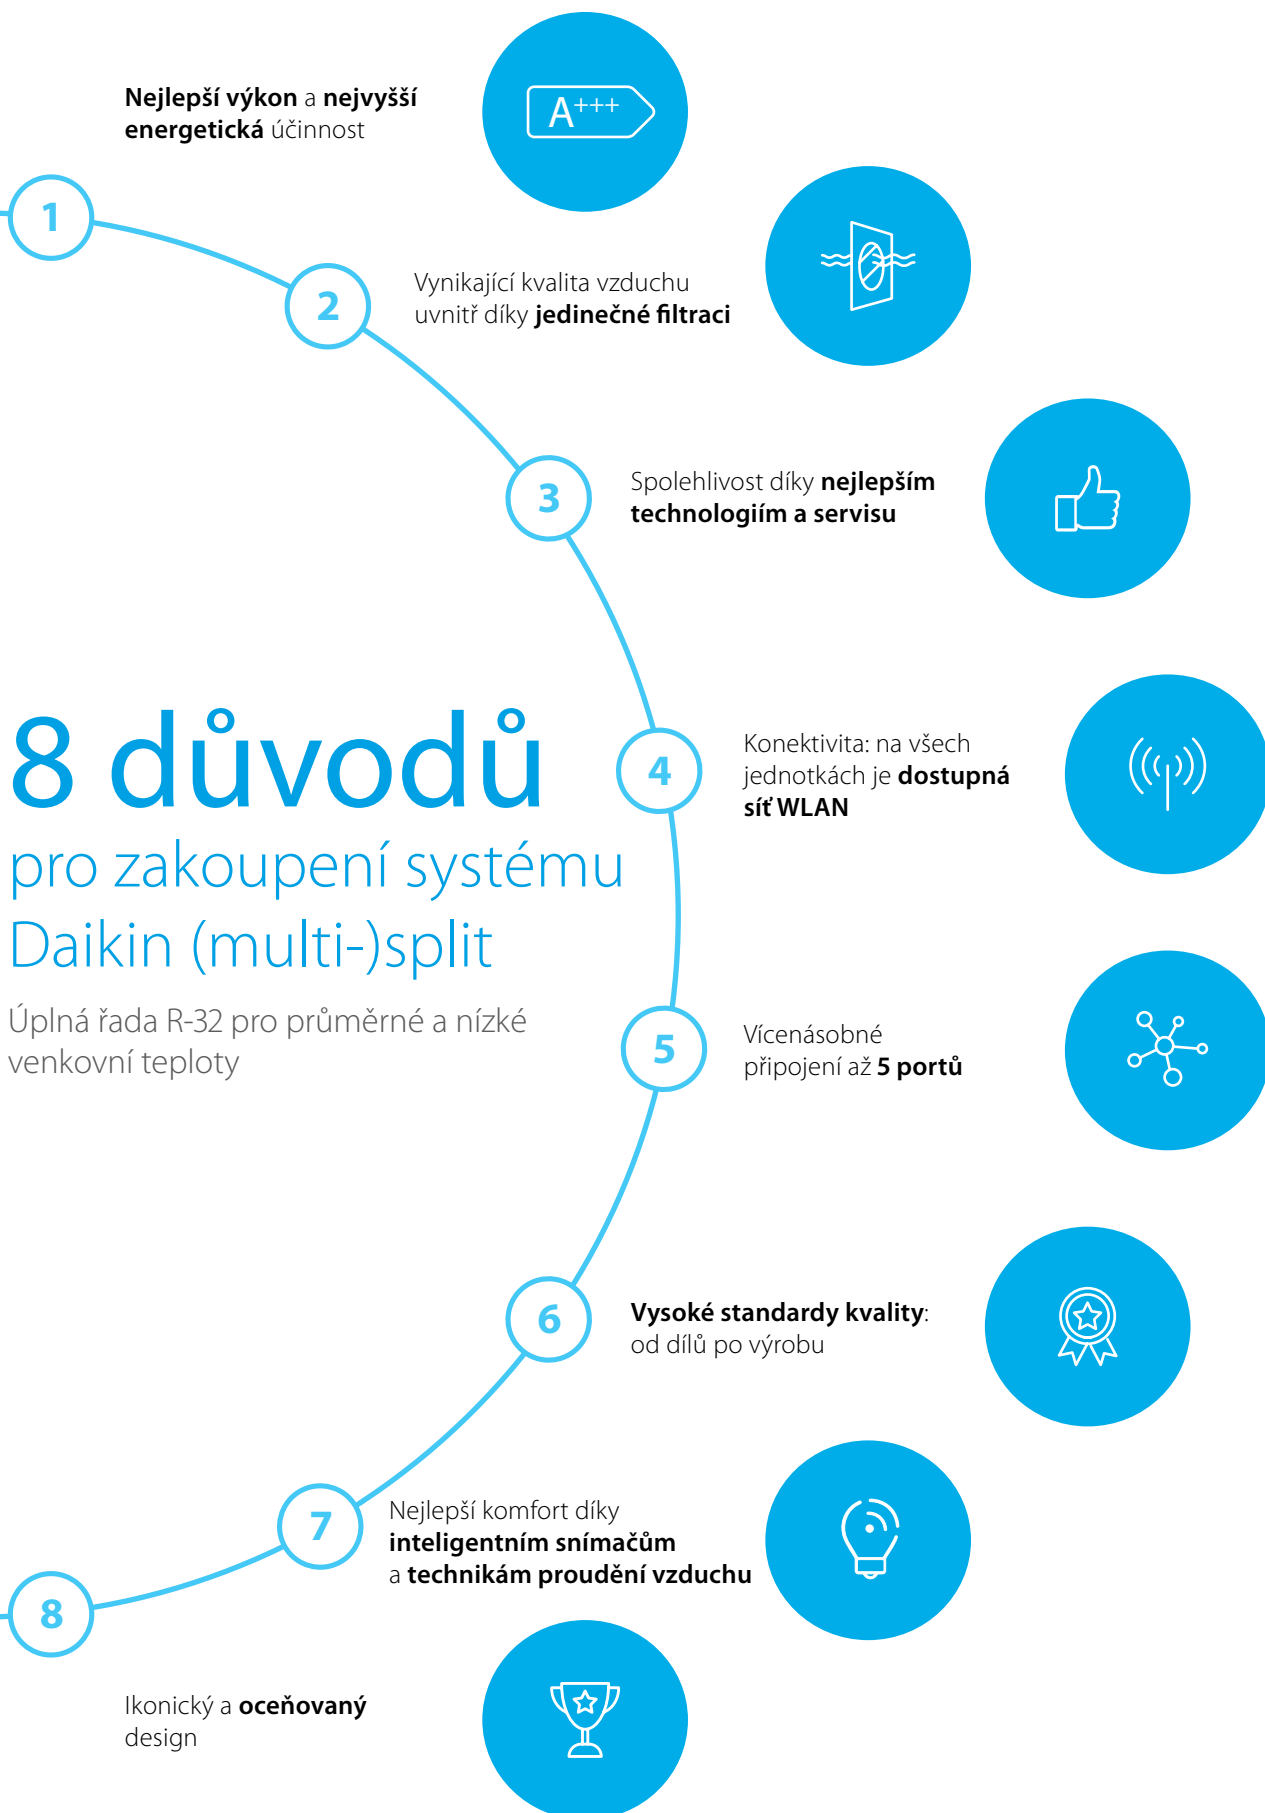 Nejlepší výkon a nejvyšší
energetická účinnost
A+++
1
2
Vynikající kvalita vzduchu
uvnitř díky jedinečné filtraci
3
Spolehlivost díky nejlepším
technologiím a servisu
8 důvodů
pro zakoupení systému
Daikin (multi-)split
Úplná řada R-32 pro průměrné a nízké
venkovní teploty
4
Konektivita: na všech
jednotkách je dostupná
síť WLAN
5
Vícenásobné
připojení až 5 portů
6
Vysoké standardy kvality:
od dílů po výrobu
7
Nejlepší komfort díky
inteligentním snímačům
a technikám proudění vzduchu
8
Ikonický a oceňovaný
design